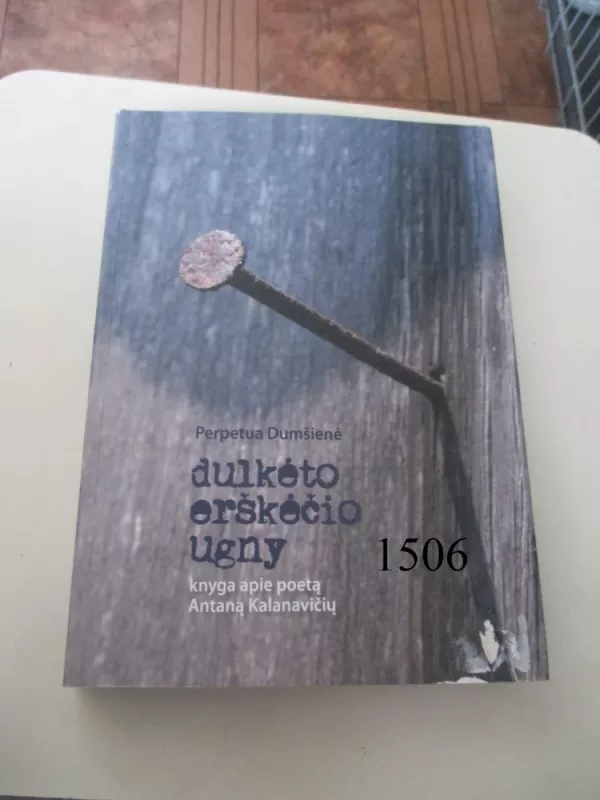 Perpetua Dumšienė
dulkėto
erškėčio
ugny
1506
knyga apie poetą
Antaną Kalanavičių